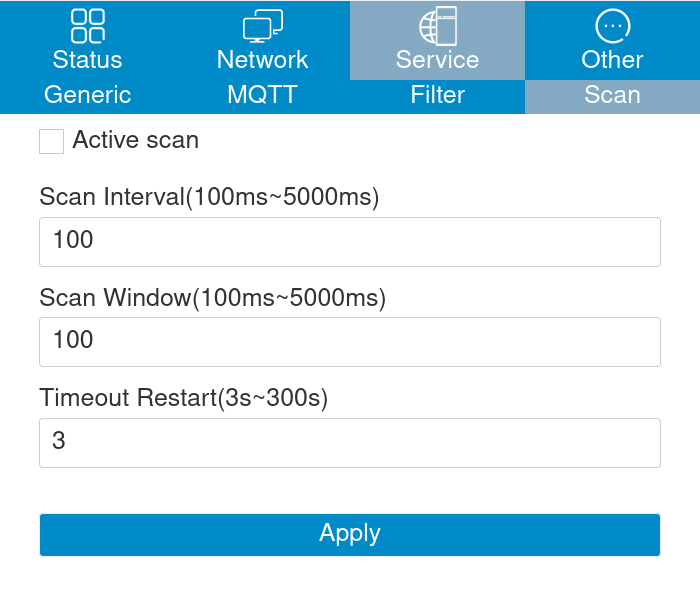 Status Network Service Other
Generic MQTT Filter Scan
Active scan
Scan Interval(100ms~5000ms)
100
Scan Window(100ms~5000ms)
100
Timeout Restart(3s~300s)
3
Apply